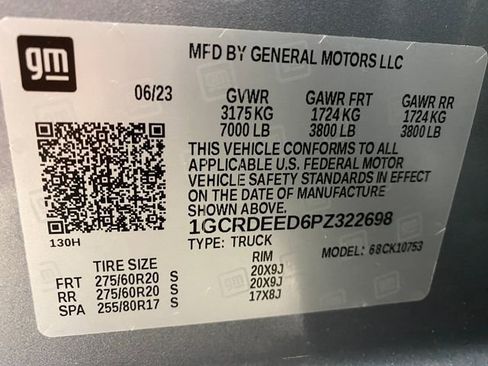 gm
MFD BY GENERAL MOTORS LLC
06/23 GVWR GAWR FRT GAWR RR
3175 KG 1724 KG 1724 KG
7000 LB 3800 LB 3800 LB
THIS VEHICLE CONFORMS TO ALL
APPLICABLE U.S. FEDERAL MOTOR
VEHICLE SAFETY STANDARDS IN EFFECT
ON THE DATE OF MANUFACTURE
SHOWN ABOVE.
1GCRDEED6PZ322698
130H TYPE: TRUCK MODEL: 68CK10753
TIRE SIZE RIM
FRT 275/60R20 S 20X9J
RR 275/60R20 S 20X9J
SPA 255/80R17 S 17X8J